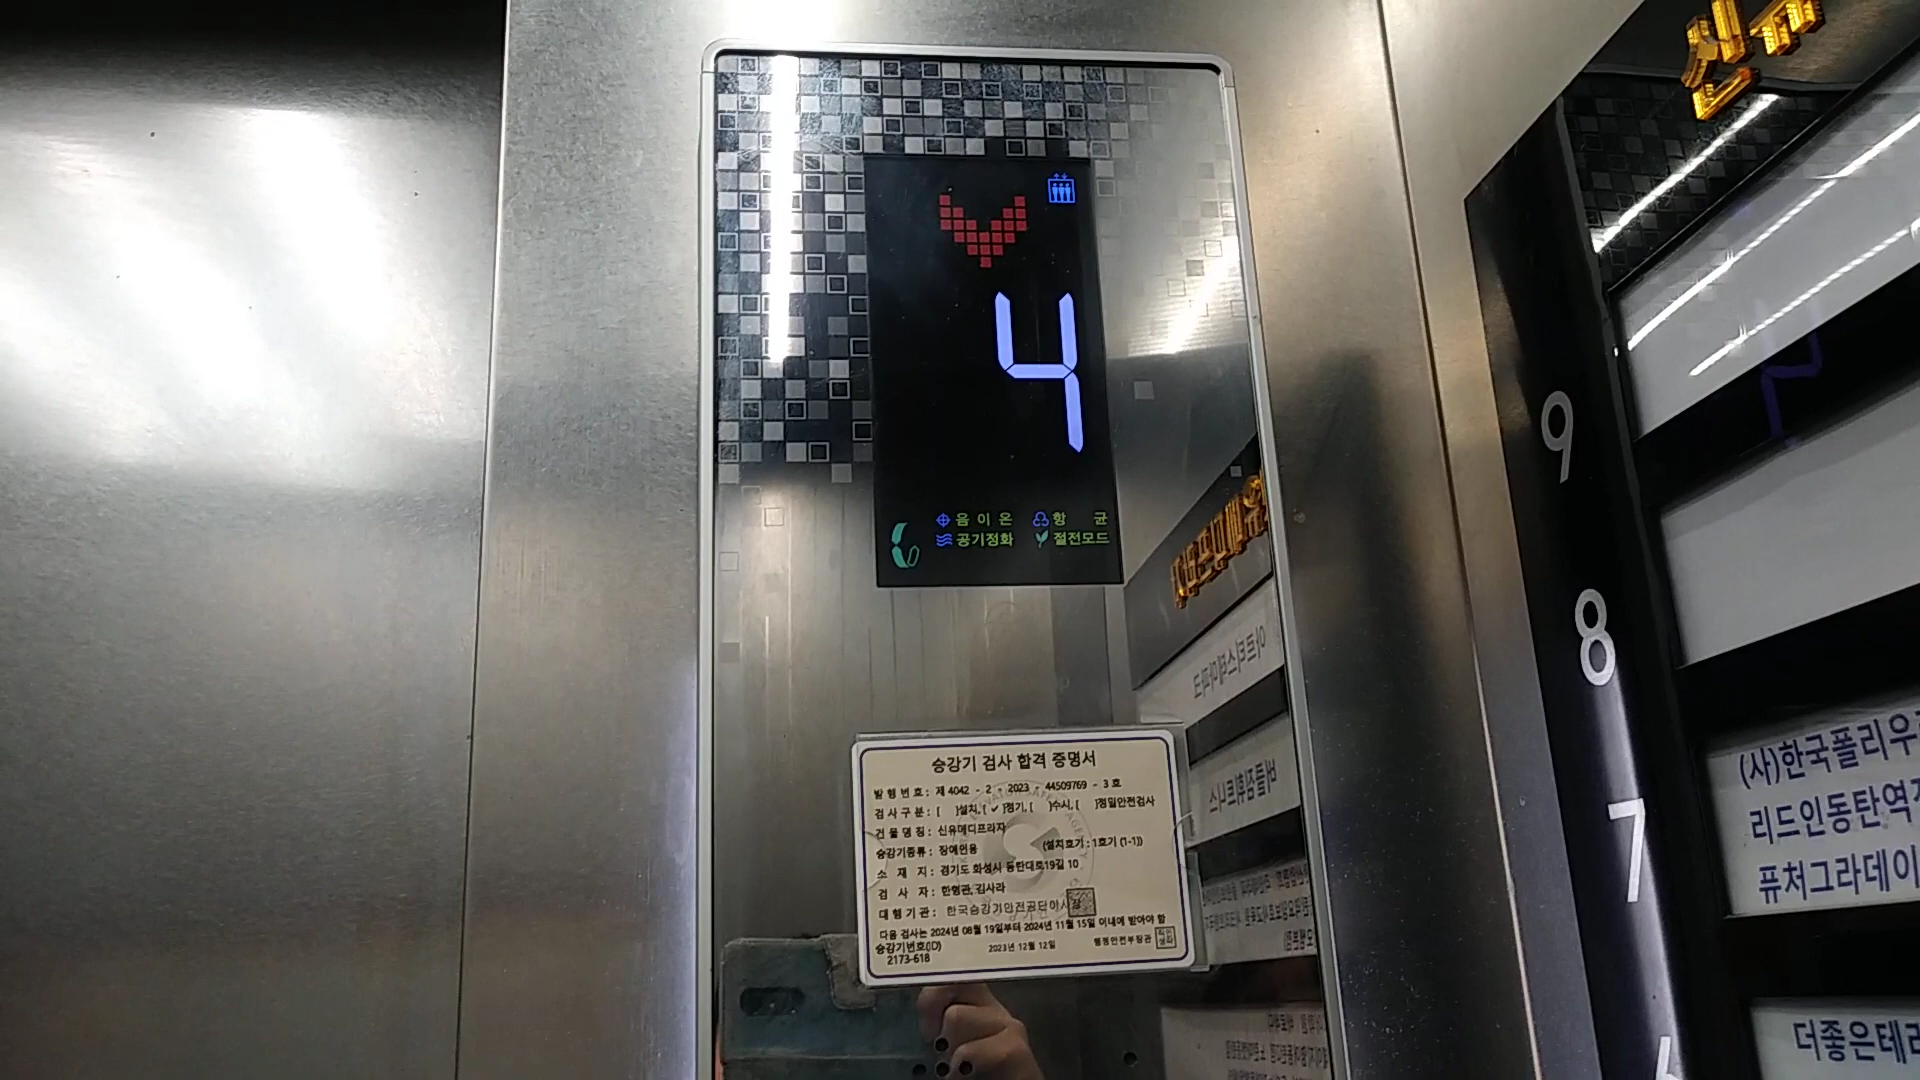 4
음이온 항균
공기정화 절전모드
승강기 검사 합격 증명서
발행번호 : 제 4042 - 2 - 2023 - 44509769 - 3 호
검사구분 : [ ]설치, [✓]정기, [ ]수시, [ ]정밀안전검사
건물명칭 : 신유메디프라자
승강기종류 : 장애인용 (설치호기 : 1호기 (1-1))
소재지 : 경기도 화성시 동탄대로19길 10
검사자 : 한형관, 김사라
대행기관 : 한국승강기안전공단이사장
다음 검사는 2024년 08월 19일부터 2024년 11월 15일 이내에 받아야 함
승강기번호(ID) 2023년 12월 12일 행정안전부장관
2173-618
신유
9
8
7
(사)한국폴리우
리드인동탄역
퓨처그라데이
6
더좋은테라